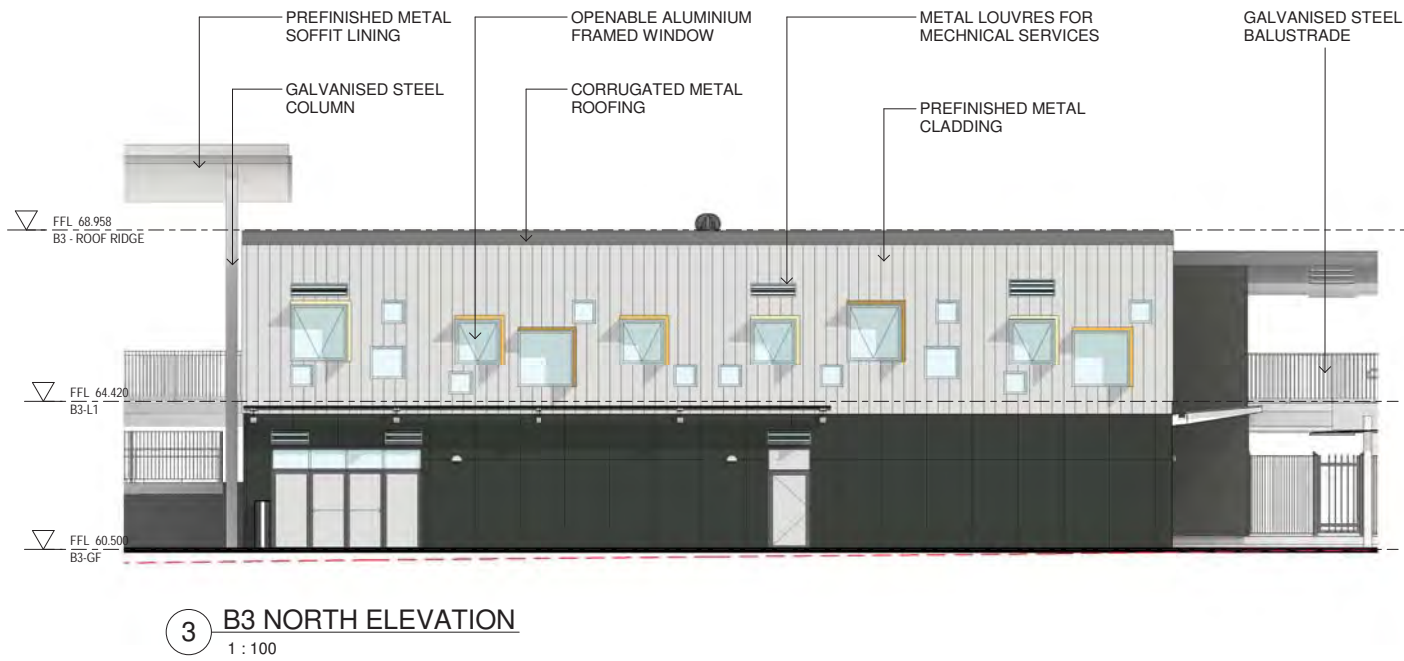 PREFINISHED METAL
SOFFIT LINING
OPENABLE ALUMINIUM
FRAMED WINDOW
METAL LOUVRES FOR
MECHNICAL SERVICES
GALVANISED STEEL
BALUSTRADE
GALVANISED STEEL
COLUMN
CORRUGATED METAL
ROOFING
PREFINISHED METAL
CLADDING
FFL 68.958
B3 - ROOF RIDGE
FFL 64.420
B3-L1
FFL 60.500
B3-GF
3 B3 NORTH ELEVATION
1 : 100